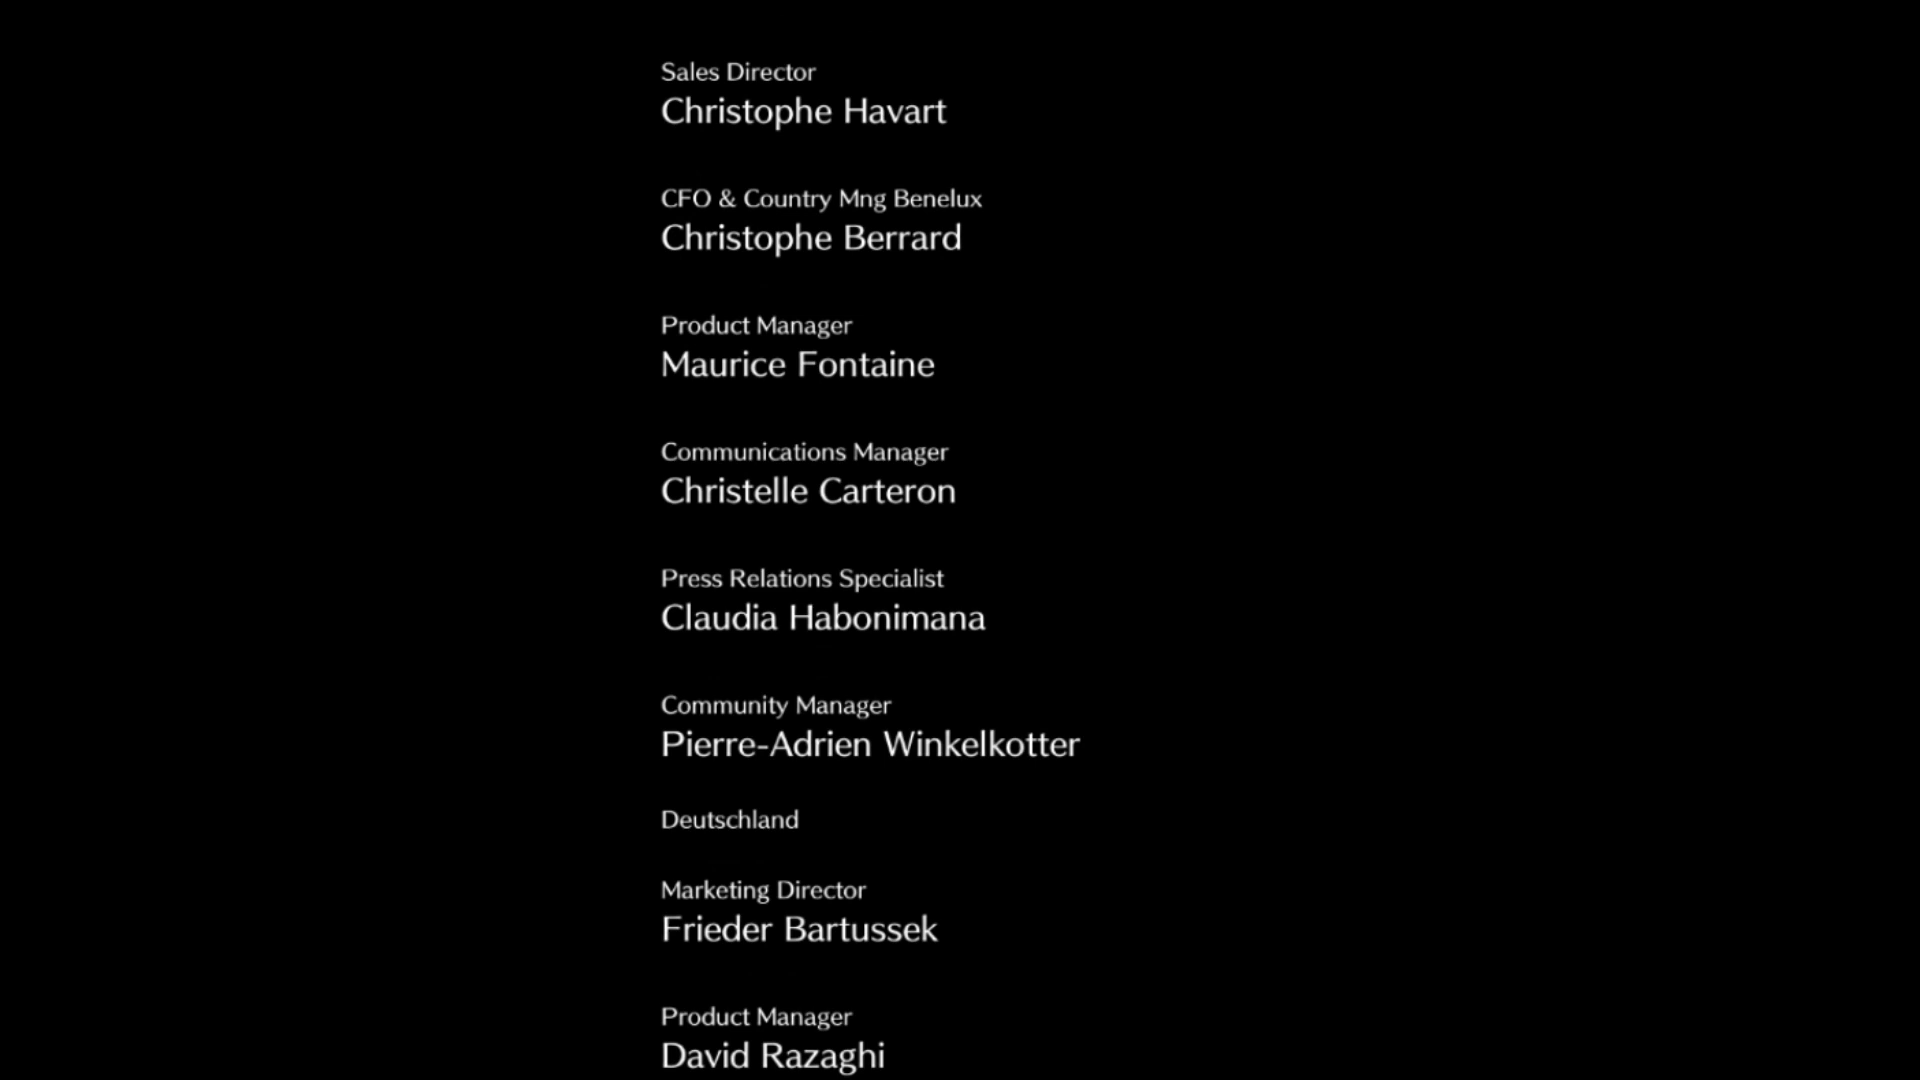 Sales Director
Christophe Havart
CFO & Country Mng Benelux
Christophe Berrard
Product Manager
Maurice Fontaine
Communications Manager
Christelle Carteron
Press Relations Specialist
Claudia Habonimana
Community Manager
Pierre-Adrien Winkelkotter
Deutschland
Marketing Director
Frieder Bartussek
Product Manager
David Razaghi